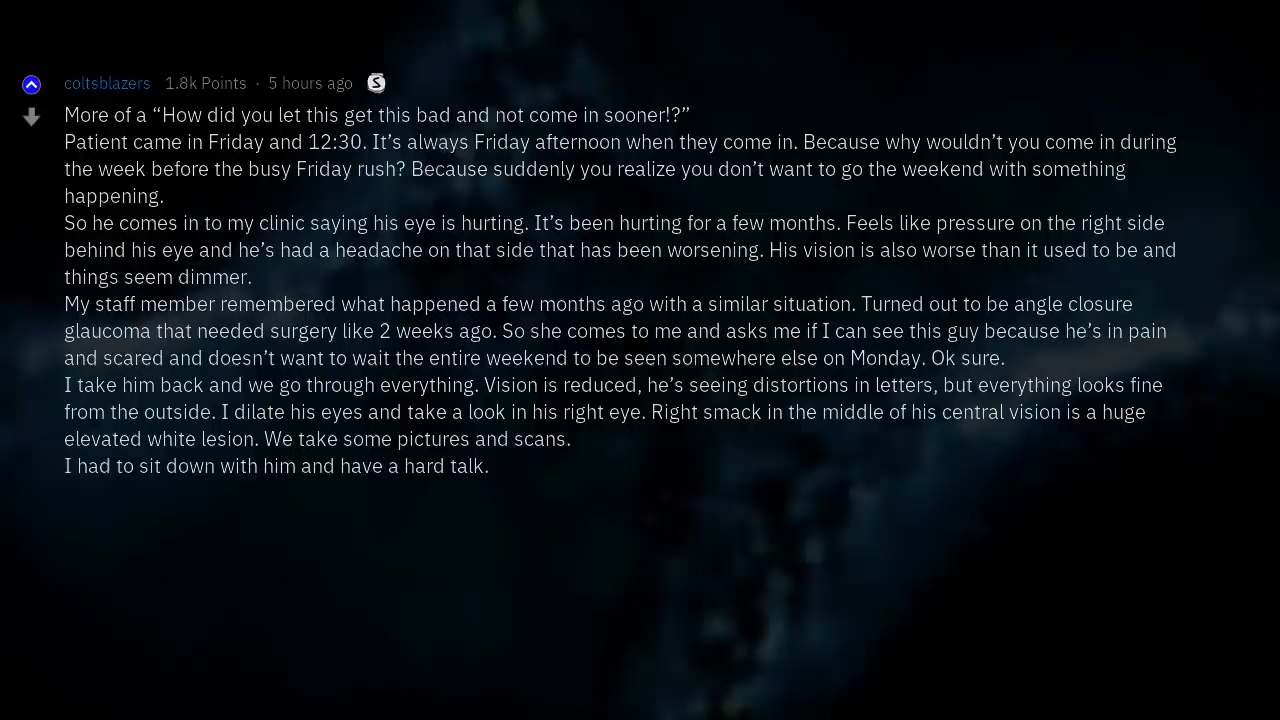 coltsblazers 1.8k Points · 5 hours ago S
More of a “How did you let this get this bad and not come in sooner!?”
Patient came in Friday and 12:30. It’s always Friday afternoon when they come in. Because why wouldn’t you come in during
the week before the busy Friday rush? Because suddenly you realize you don’t want to go the weekend with something
happening.
So he comes in to my clinic saying his eye is hurting. It’s been hurting for a few months. Feels like pressure on the right side
behind his eye and he’s had a headache on that side that has been worsening. His vision is also worse than it used to be and
things seem dimmer.
My staff member remembered what happened a few months ago with a similar situation. Turned out to be angle closure
glaucoma that needed surgery like 2 weeks ago. So she comes to me and asks me if I can see this guy because he’s in pain
and scared and doesn’t want to wait the entire weekend to be seen somewhere else on Monday. Ok sure.
I take him back and we go through everything. Vision is reduced, he’s seeing distortions in letters, but everything looks fine
from the outside. I dilate his eyes and take a look in his right eye. Right smack in the middle of his central vision is a huge
elevated white lesion. We take some pictures and scans.
I had to sit down with him and have a hard talk.